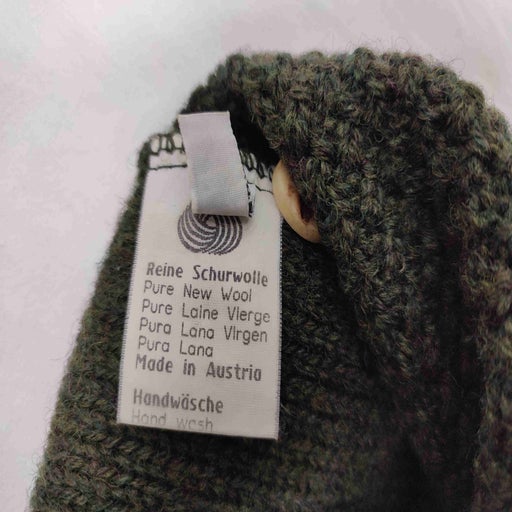 Reine Schurwolle
Pure New Wool
Pure Laine Vierge
Pura Lana Virgen
Pura Lana
Made in Austria
Handwäsche
Hand wash